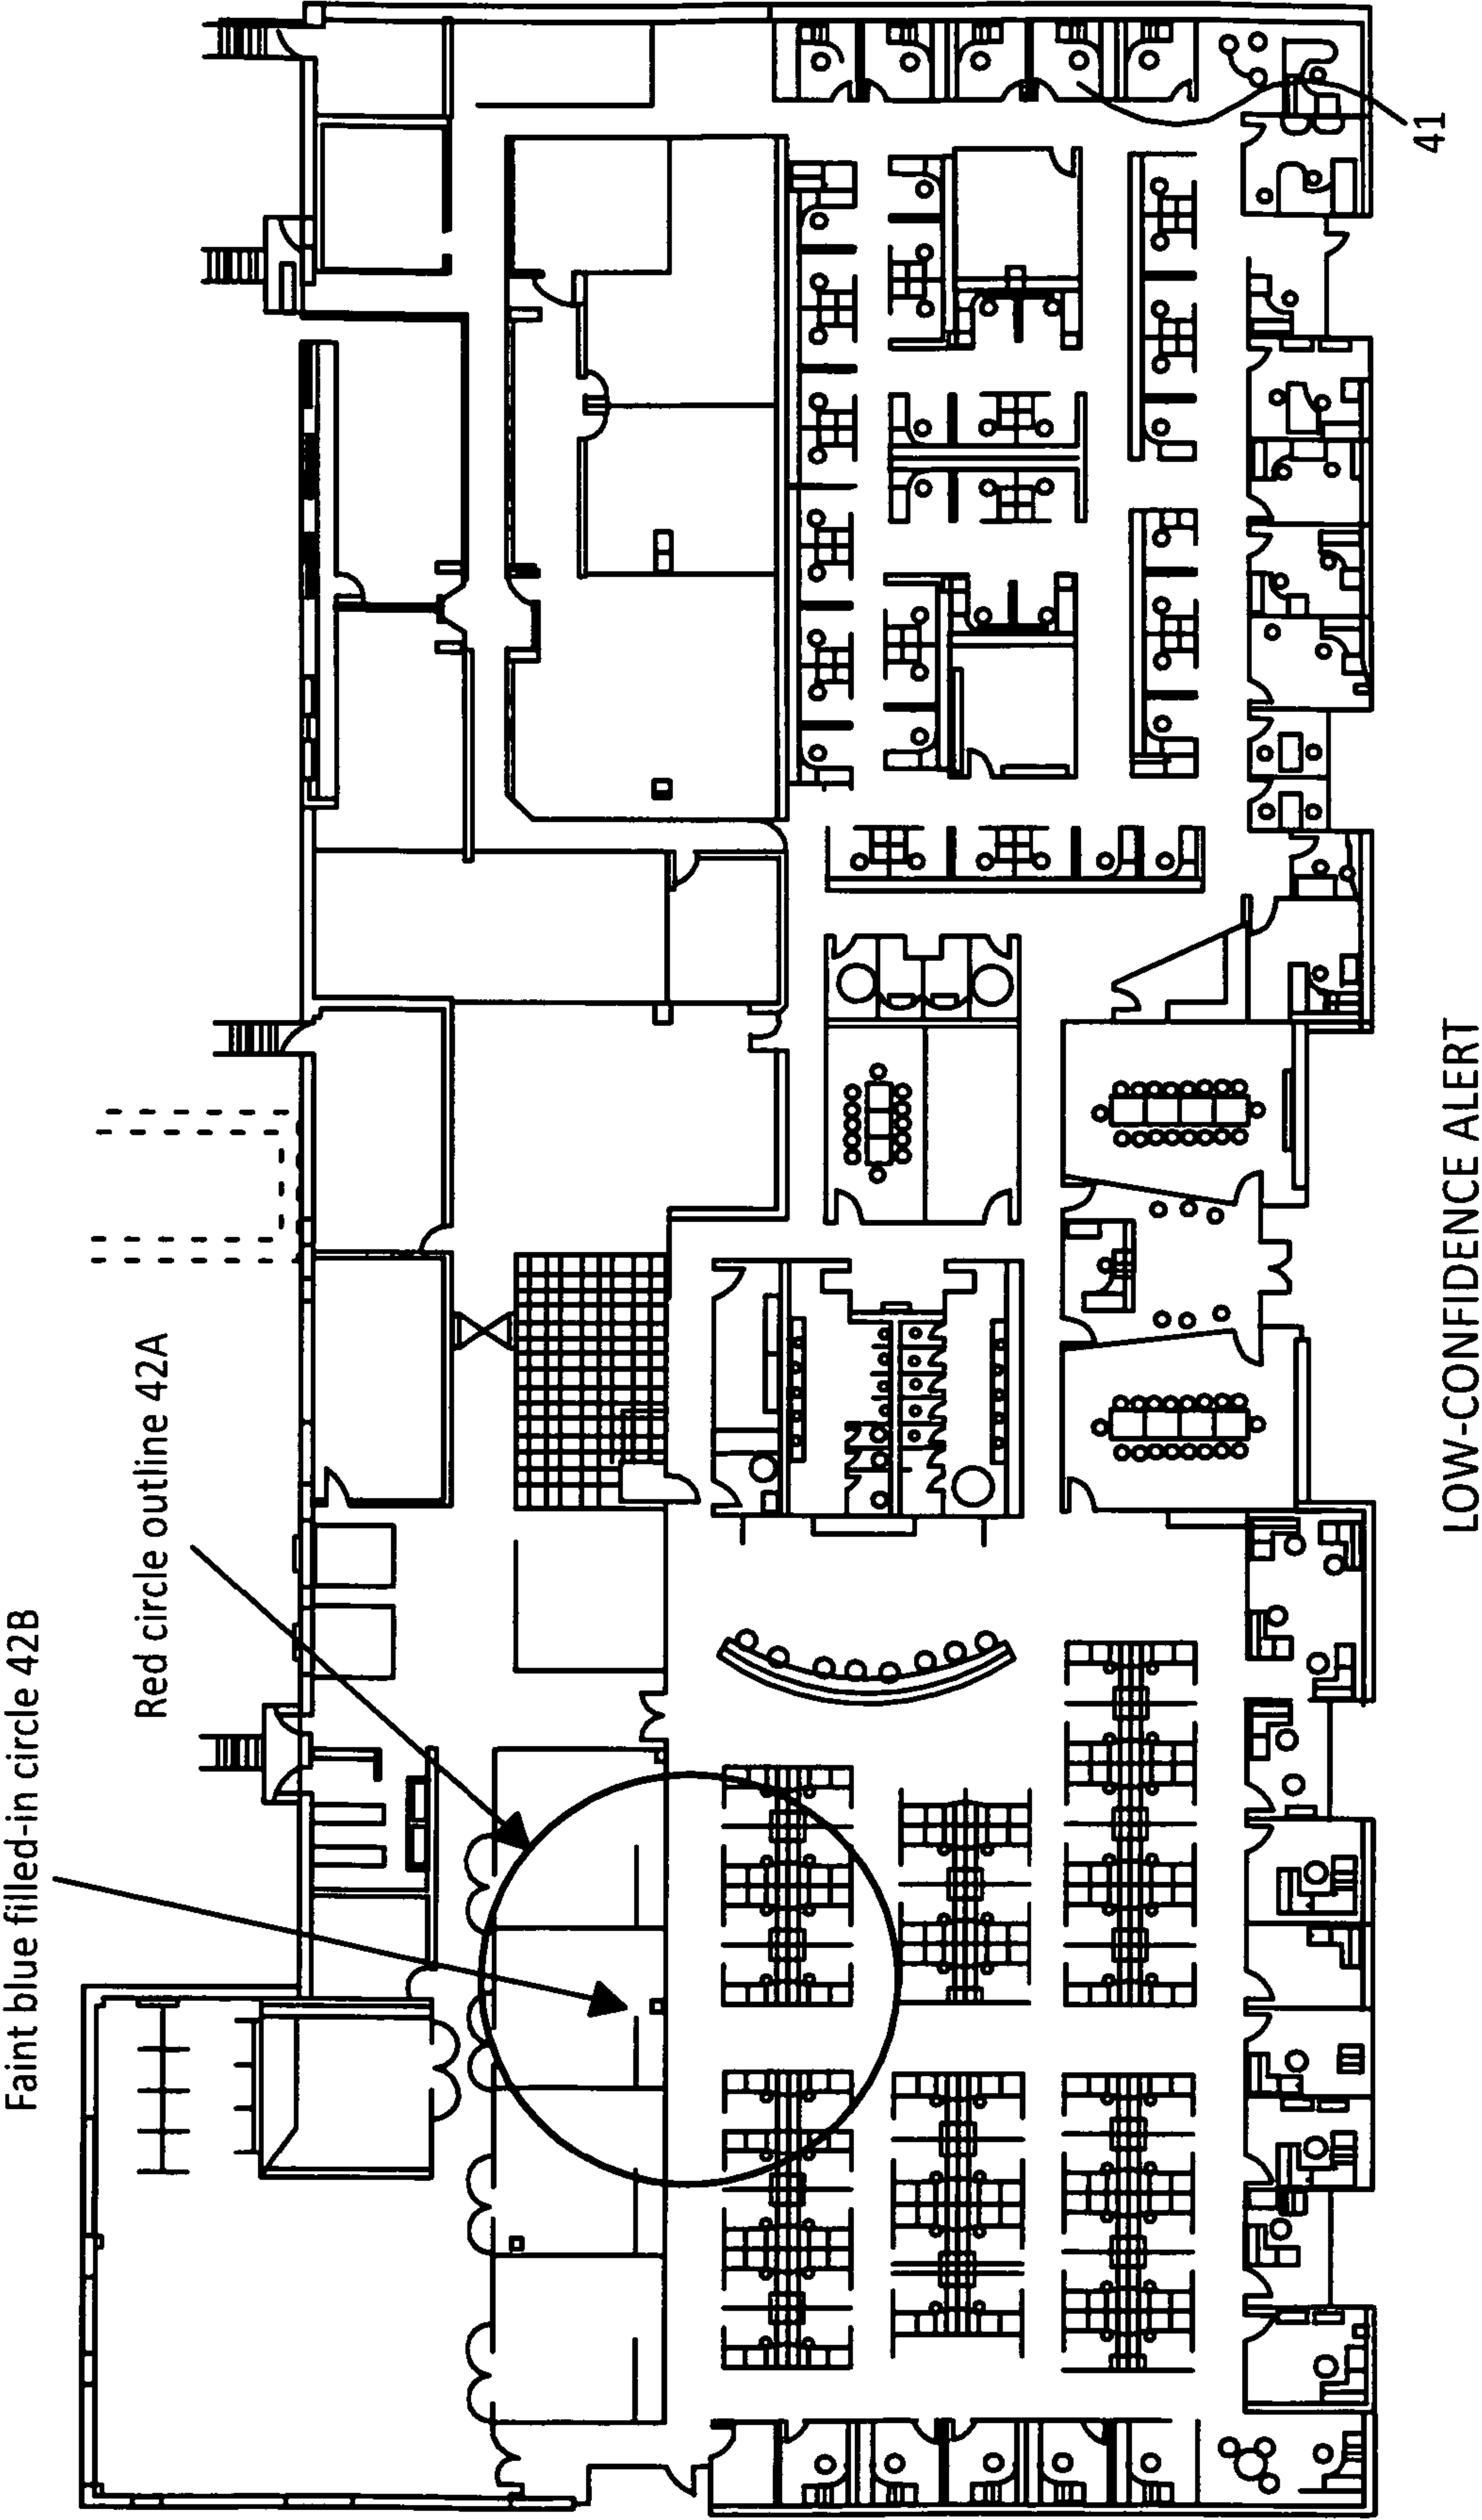 Faint blue filled-in circle 42B
Red circle outline 42A
41
LOW-CONFIDENCE ALERT